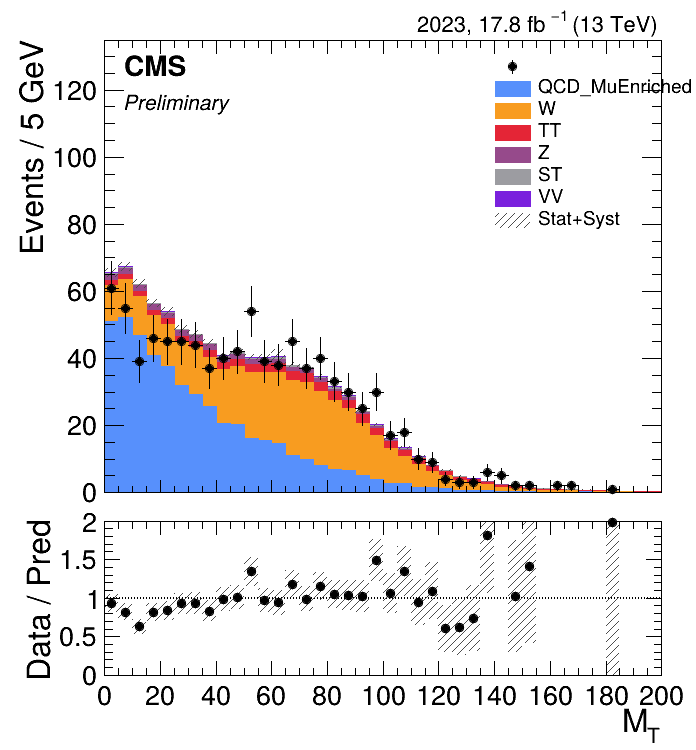 2023, 17.8 fb⁻¹ (13 TeV)
CMS
Preliminary
QCD_MuEnriched
W
TT
Z
ST
VV
Stat+Syst
Events / 5 GeV
120
100
80
60
40
20
0
Data / Pred
2
1.5
1
0.5
0
0 20 40 60 80 100 120 140 160 180 200
M_T